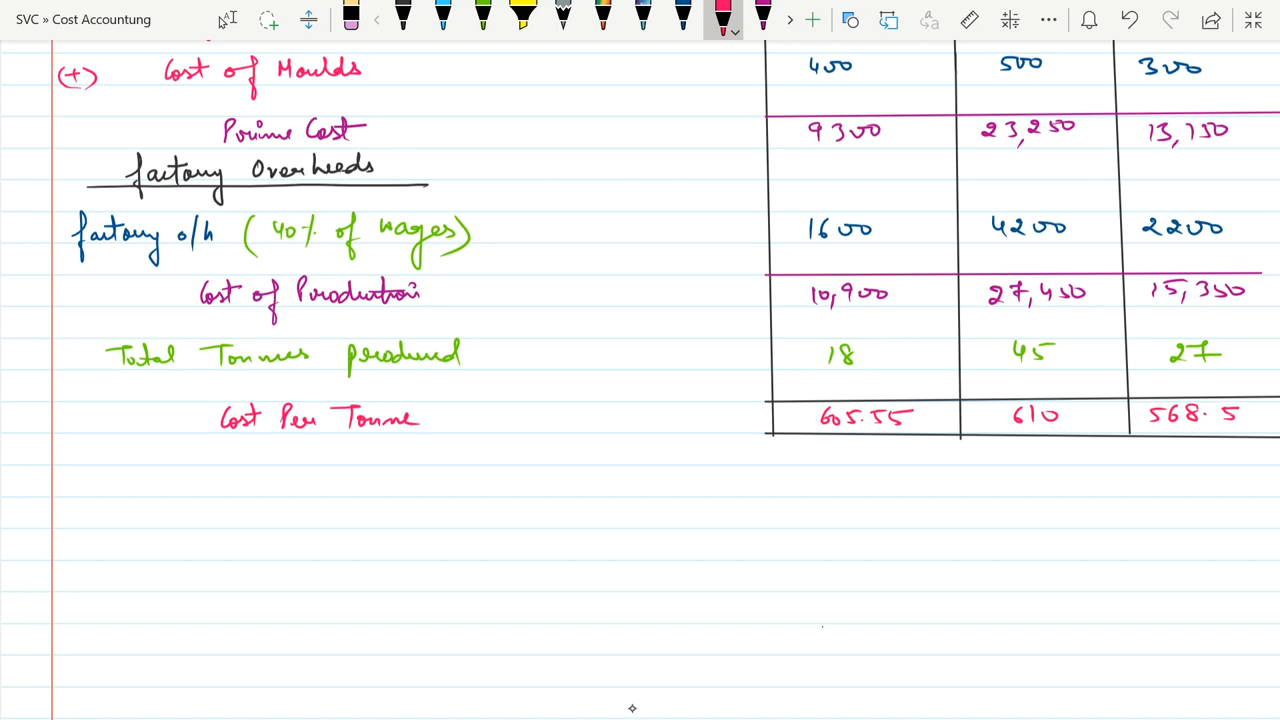 SVC » Cost Accountung
(+) Cost of Moulds 400 500 300
Prime Cost 9300 23,250 13,150
factory Overheeds
factory o/h (40% of wages) 1600 4200 2200
Cost of Production 10,900 27,450 15,350
Total Tonnes produced 18 45 27
Cost Per Tonne 605.55 610 568.5